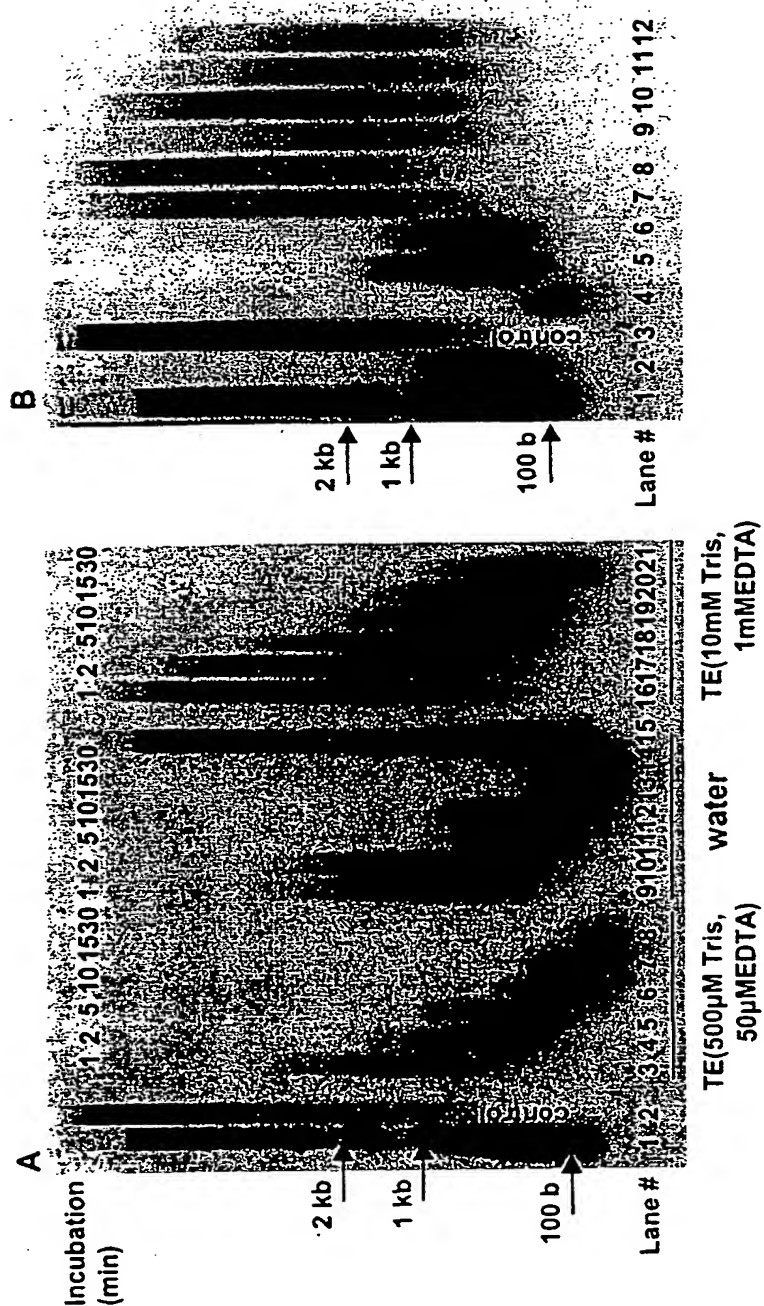 A
Incubation
(min)
1 2 5 10 15 30 1 2 5 10 15 30 1 2 5 10 15 30
2 kb
1 kb
100 b
control
Lane # 1 2 3 4 5 6 7 8 9 10 11 12 13 14 15 16 17 18 19 20 21
TE(500µM Tris,
50µMEDTA)
water
TE(10mM Tris,
1mMEDTA)
B
2 kb
1 kb
100 b
control
Lane # 1 2 3 4 5 6 7 8 9 10 11 12